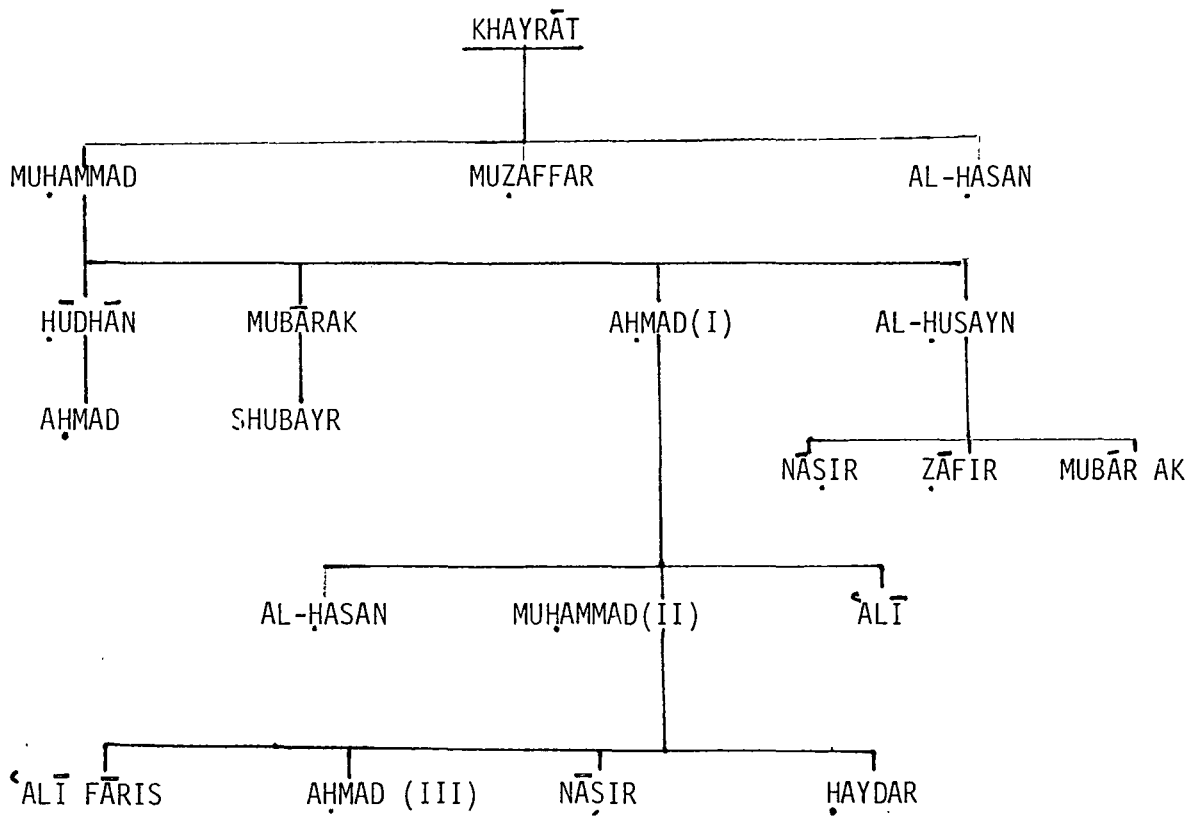 KHAYRĀT
MUḤAMMAD MUẒAFFAR AL-ḤASAN
ḤŪDHĀN MUBĀRAK AḤMAD(I) AL-ḤUSAYN
AḤMAD SHUBAYR
NĀṢIR ẒĀFIR MUBĀR AK
AL-ḤASAN MUḤAMMAD(II) ʿALĪ
ʿALĪ FĀRIS AḤMAD (III) NĀṢIR ḤAYDAR